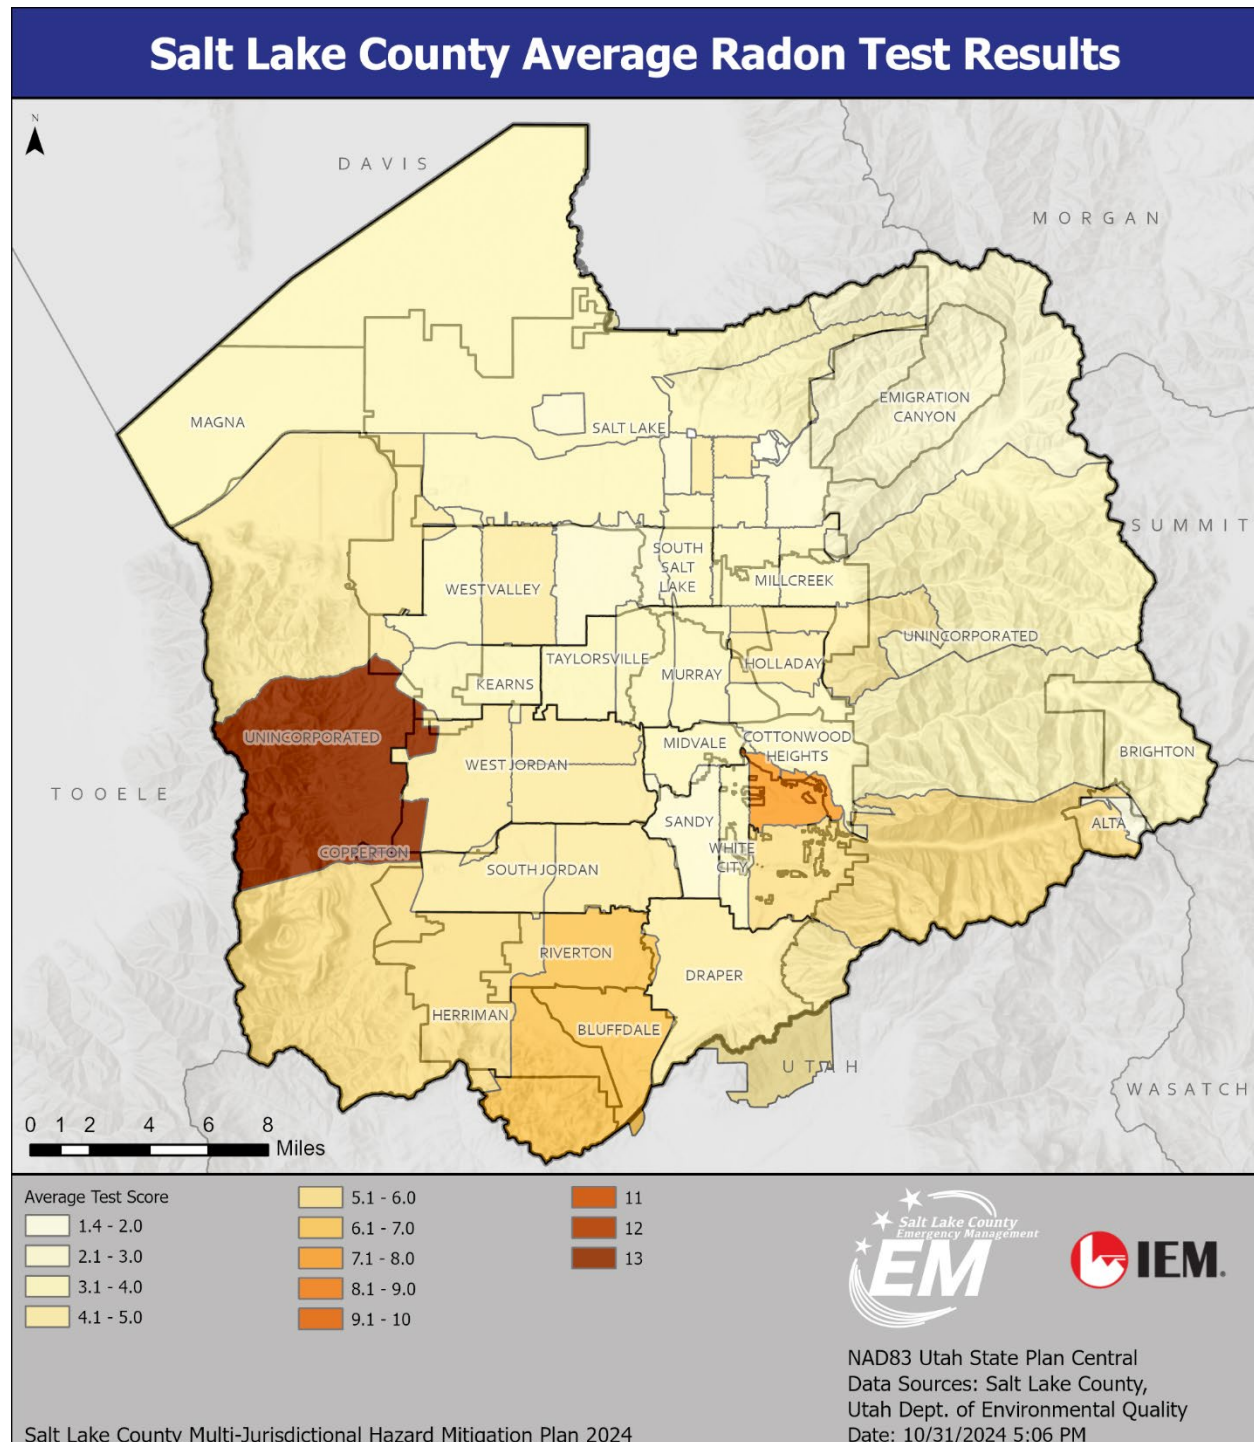 Salt Lake County Average Radon Test Results
N
DAVIS
MORGAN
MAGNA
EMIGRATION
CANYON
SALT LAKE
SUMMIT
SOUTH
SALT
LAKE
WEST VALLEY
MILLCREEK
UNINCORPORATED
TAYLORSVILLE
HOLLADAY
MURRAY
KEARNS
UNINCORPORATED
MIDVALE
COTTONWOOD
HEIGHTS
BRIGHTON
WEST JORDAN
TOOELE
SANDY
ALTA
WHITE
CITY
COPPERTON
SOUTH JORDAN
RIVERTON
DRAPER
HERRIMAN
BLUFFDALE
UTAH
WASATCH
0 1 2 4 6 8
Miles
Average Test Score
1.4 - 2.0
2.1 - 3.0
3.1 - 4.0
4.1 - 5.0
5.1 - 6.0
6.1 - 7.0
7.1 - 8.0
8.1 - 9.0
9.1 - 10
11
12
13
Salt Lake County
Emergency Management
EM
IEM.
NAD83 Utah State Plan Central
Data Sources: Salt Lake County,
Utah Dept. of Environmental Quality
Date: 10/31/2024 5:06 PM
Salt Lake County Multi-Jurisdictional Hazard Mitigation Plan 2024